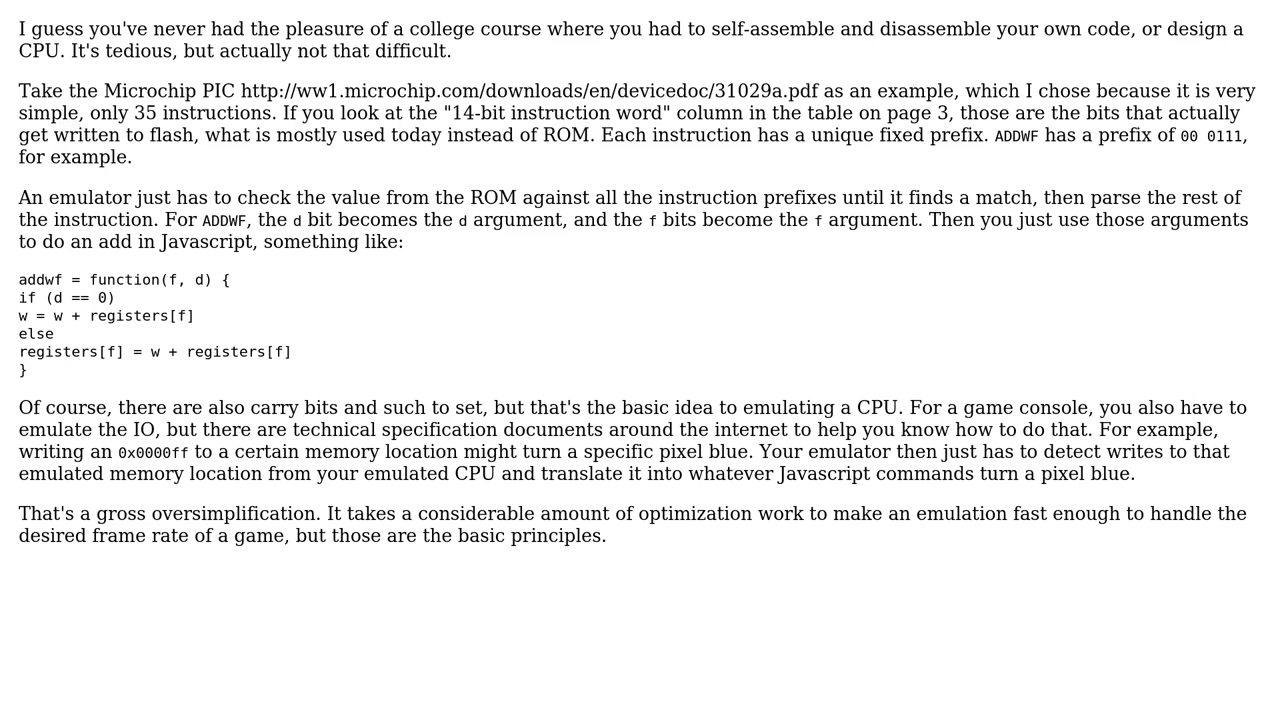 I guess you've never had the pleasure of a college course where you had to self-assemble and disassemble your own code, or design a
CPU. It's tedious, but actually not that difficult.
Take the Microchip PIC http://ww1.microchip.com/downloads/en/devicedoc/31029a.pdf as an example, which I chose because it is very
simple, only 35 instructions. If you look at the "14-bit instruction word" column in the table on page 3, those are the bits that actually
get written to flash, what is mostly used today instead of ROM. Each instruction has a unique fixed prefix. ADDWF has a prefix of 00 0111,
for example.
An emulator just has to check the value from the ROM against all the instruction prefixes until it finds a match, then parse the rest of
the instruction. For ADDWF, the d bit becomes the d argument, and the f bits become the f argument. Then you just use those arguments
to do an add in Javascript, something like:
addwf = function(f, d) {
if (d == 0)
w = w + registers[f]
else
registers[f] = w + registers[f]
}
Of course, there are also carry bits and such to set, but that's the basic idea to emulating a CPU. For a game console, you also have to
emulate the IO, but there are technical specification documents around the internet to help you know how to do that. For example,
writing an 0x0000ff to a certain memory location might turn a specific pixel blue. Your emulator then just has to detect writes to that
emulated memory location from your emulated CPU and translate it into whatever Javascript commands turn a pixel blue.
That's a gross oversimplification. It takes a considerable amount of optimization work to make an emulation fast enough to handle the
desired frame rate of a game, but those are the basic principles.